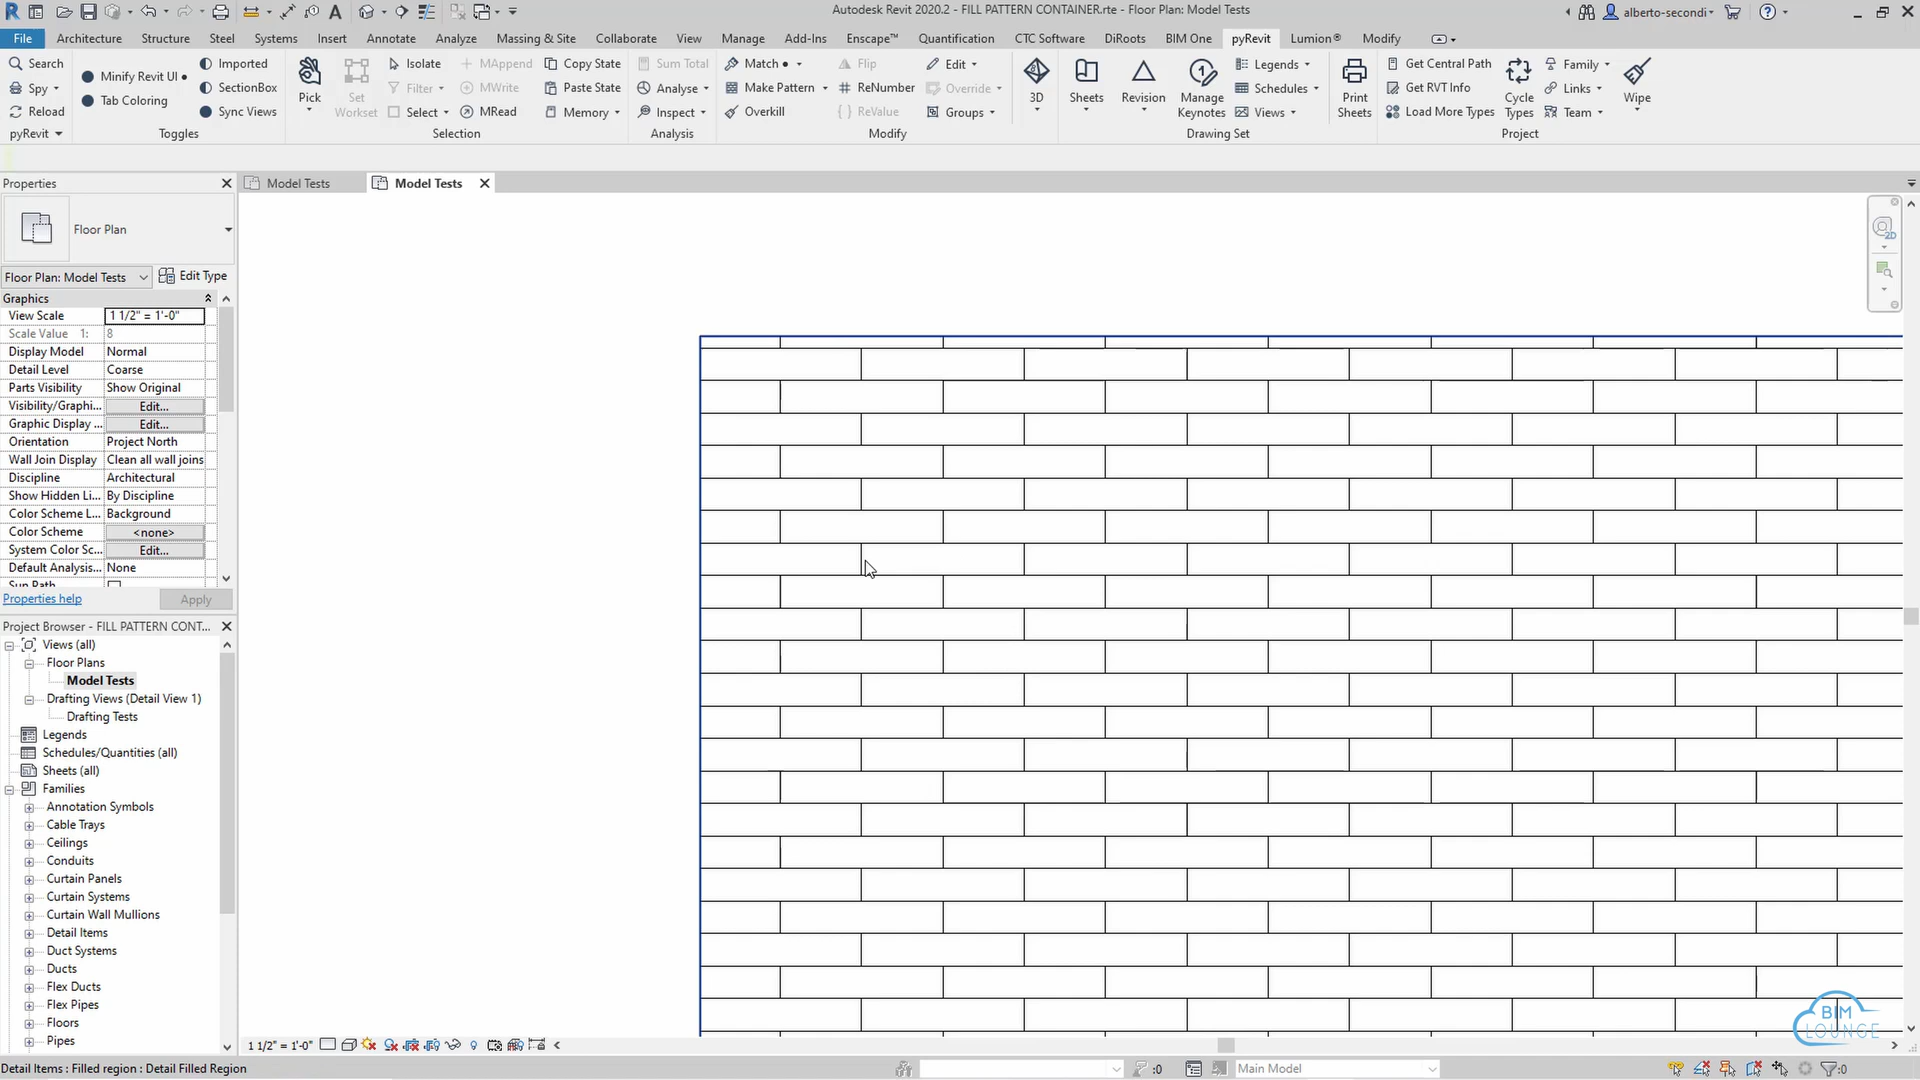 Autodesk Revit 2020.2 - FILL PATTERN CONTAINER.rte - Floor Plan: Model Tests
alberto-secondi
File Architecture Structure Steel Systems Insert Annotate Analyze Massing & Site Collaborate View Manage Add-Ins Enscape™ Quantification CTC Software DiRoots BIM One pyRevit Lumion® Modify
Search Minify Revit UI Imported Pick Set Workset Isolate MAppend Copy State Sum Total Match Flip Edit 3D Sheets Revision Manage Keynotes Legends Print Sheets Get Central Path Cycle Types Family Wipe
Spy Tab Coloring SectionBox Filter MWrite Paste State Analyse Make Pattern ReNumber Override Schedules Get RVT Info Links
Reload Sync Views Select MRead Memory Inspect Overkill ReValue Groups Views Load More Types Team
pyRevit Toggles Selection Analysis Modify Drawing Set Project
Properties
Model Tests
Model Tests
Floor Plan
Floor Plan: Model Tests Edit Type
Graphics
View Scale 1 1/2" = 1'-0"
Scale Value 1: 8
Display Model Normal
Detail Level Coarse
Parts Visibility Show Original
Visibility/Graphi... Edit...
Graphic Display ... Edit...
Orientation Project North
Wall Join Display Clean all wall joins
Discipline Architectural
Show Hidden Li... By Discipline
Color Scheme L... Background
Color Scheme <none>
System Color Sc... Edit...
Default Analysis... None
Sun Path
Properties help Apply
Project Browser - FILL PATTERN CONT...
Views (all)
Floor Plans
Model Tests
Drafting Views (Detail View 1)
Drafting Tests
Legends
Schedules/Quantities (all)
Sheets (all)
Families
Annotation Symbols
Cable Trays
Ceilings
Conduits
Curtain Panels
Curtain Systems
Curtain Wall Mullions
Detail Items
Duct Systems
Ducts
Flex Ducts
Flex Pipes
Floors
Pipes
BIM
LOUNGE
1 1/2" = 1'-0"
Detail Items : Filled region : Detail Filled Region
:0
Main Model
:0